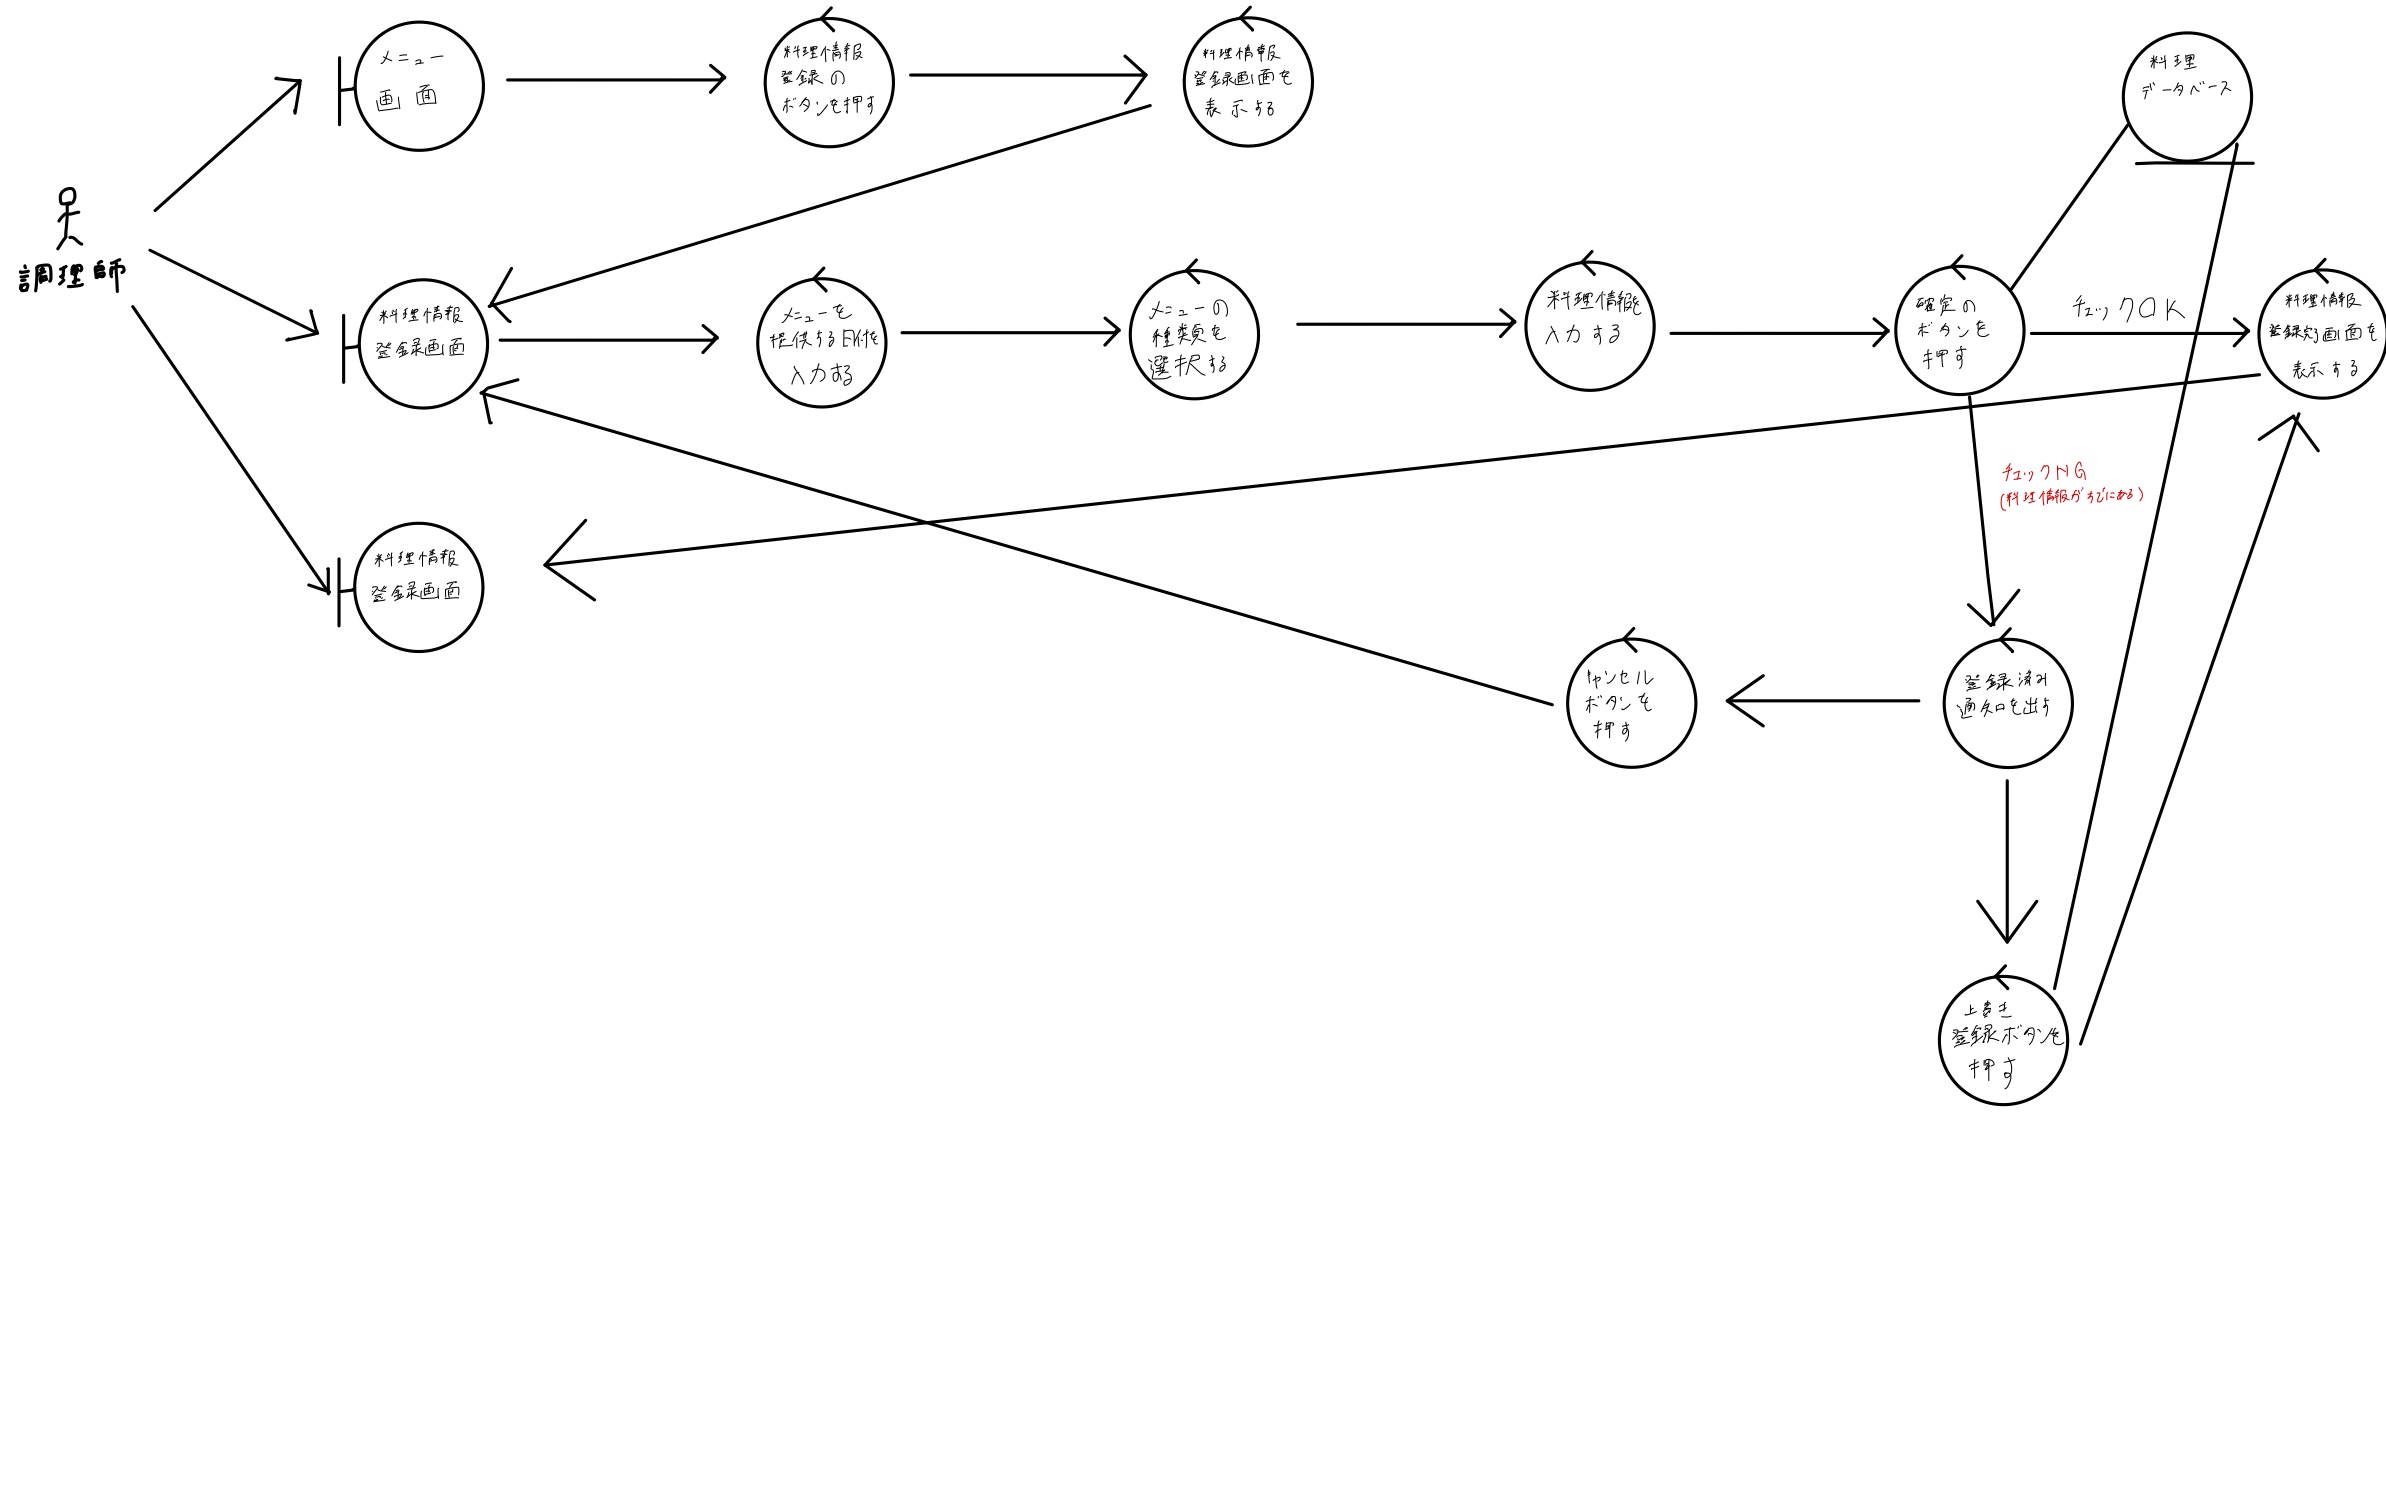 メニュー
画面
料理情報
登録の
ボタンを押す
料理情報
登録画面を
表示する
料理
データベース
調理師
料理情報
登録画面
メニューを
提供する日付を
入力する
メニューの
種類を
選択する
料理情報を
入力する
確定の
ボタンを
押す
チェックOK
料理情報
登録完了画面を
表示する
チェックNG
(料理情報がすでにある)
料理情報
登録画面
キャンセル
ボタンを
押す
登録済み
通知を出す
上書き
登録ボタンを
押す